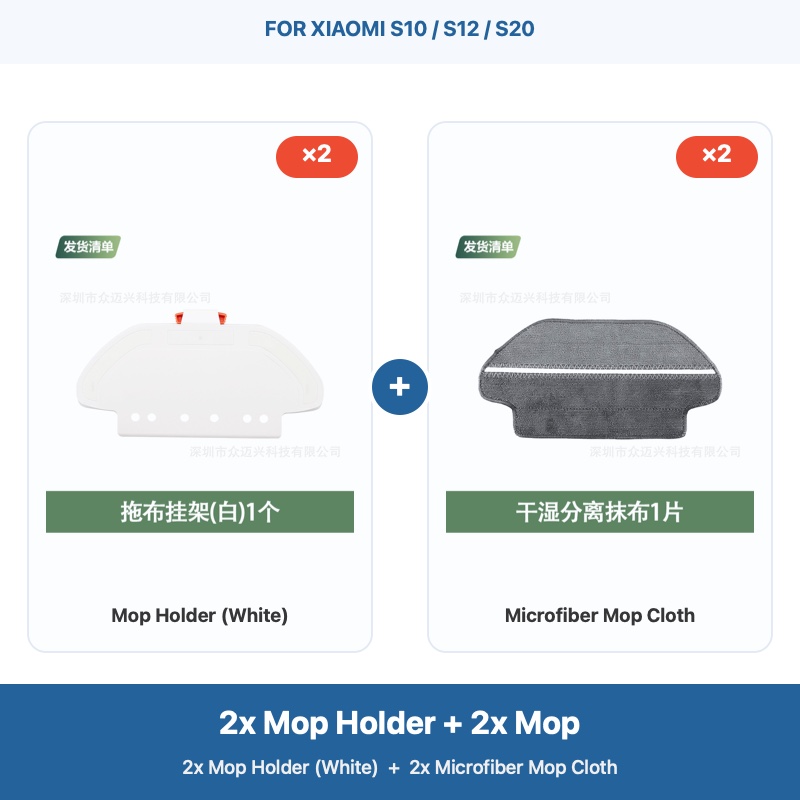 FOR XIAOMI S10 / S12 / S20
×2
发货清单
深圳市众迈兴科技有限公司
深圳市众迈兴科技有限公司
拖布挂架(白)1个
Mop Holder (White)
+
×2
发货清单
深圳市众迈兴科技有限公司
深圳市众迈兴科技有限公司
干湿分离抹布1片
Microfiber Mop Cloth
2x Mop Holder + 2x Mop
2x Mop Holder (White) + 2x Microfiber Mop Cloth